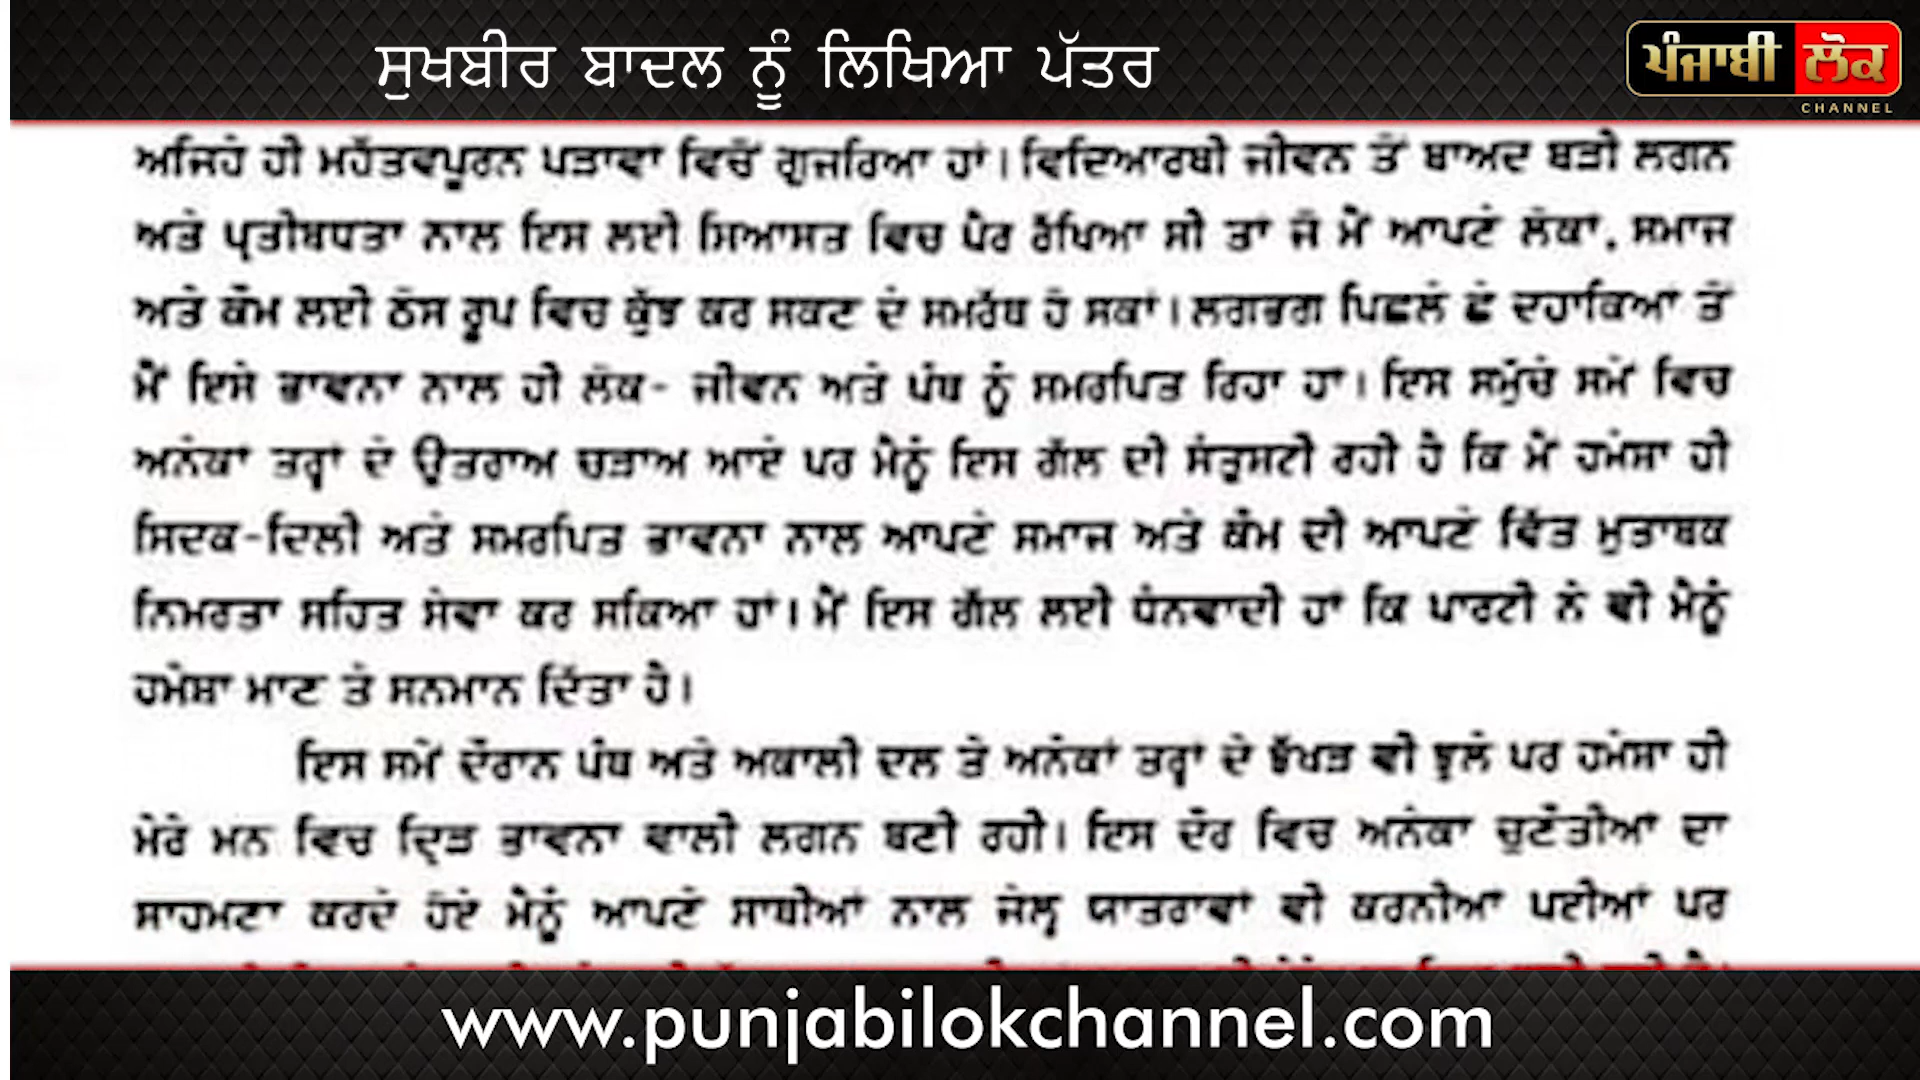 ਸੁਖਬੀਰ ਬਾਦਲ ਨੂੰ ਲਿਖਿਆ ਪੱਤਰ
ਪੰਜਾਬੀ ਲੋਕ
CHANNEL
ਅਜਿਹੇ ਹੀ ਮਹੱਤਵਪੂਰਨ ਪੜਾਵਾਂ ਵਿਚੋਂ ਗੁਜ਼ਰਿਆ ਹਾਂ। ਵਿਦਿਆਰਥੀ ਜੀਵਨ ਤੋਂ ਬਾਅਦ ਬੜੀ ਲਗਨ
ਅਤੇ ਪ੍ਰਤੀਬਧਤਾ ਨਾਲ ਇਸ ਲਈ ਸਿਆਸਤ ਵਿਚ ਪੈਰ ਰੱਖਿਆ ਸੀ ਤਾਂ ਜੋ ਮੈਂ ਆਪਣੇ ਲੋਕਾਂ, ਸਮਾਜ
ਅਤੇ ਕੌਮ ਲਈ ਠੋਸ ਰੂਪ ਵਿਚ ਕੁੱਝ ਕਰ ਸਕਣ ਦੇ ਸਮਰੱਥ ਹੋ ਸਕਾਂ। ਲਗਭਗ ਪਿਛਲੇ ਛੇ ਦਹਾਕਿਆਂ ਤੋਂ
ਮੈਂ ਇਸੇ ਭਾਵਨਾ ਨਾਲ ਹੀ ਲੋਕ- ਜੀਵਨ ਅਤੇ ਪੰਥ ਨੂੰ ਸਮਰਪਿਤ ਰਿਹਾ ਹਾਂ। ਇਸ ਸਮੁੱਚੇ ਸਮੇਂ ਵਿਚ
ਅਨੇਕਾਂ ਤਰ੍ਹਾਂ ਦੇ ਉਤਰਾਅ ਚੜਾਅ ਆਏ ਪਰ ਮੈਨੂੰ ਇਸ ਗੱਲ ਦੀ ਸੰਤੁਸਟੀ ਰਹੀ ਹੈ ਕਿ ਮੈਂ ਹਮੇਸਾ ਹੀ
ਸਿਦਕ-ਦਿਲੀ ਅਤੇ ਸਮਰਪਿਤ ਭਾਵਨਾ ਨਾਲ ਆਪਣੇ ਸਮਾਜ ਅਤੇ ਕੌਮ ਦੀ ਆਪਣੇ ਵਿੱਤ ਮੁਤਾਬਕ
ਨਿਮਰਤਾ ਸਹਿਤ ਸੇਵਾ ਕਰ ਸਕਿਆ ਹਾਂ। ਮੈਂ ਇਸ ਗੱਲ ਲਈ ਧੰਨਵਾਦੀ ਹਾਂ ਕਿ ਪਾਰਟੀ ਨੇ ਵੀ ਮੈਨੂੰ
ਹਮੇਸ਼ਾ ਮਾਣ ਤੇ ਸਨਮਾਨ ਦਿੱਤਾ ਹੈ।
ਇਸ ਸਮੇਂ ਦੌਰਾਨ ਪੰਥ ਅਤੇ ਅਕਾਲੀ ਦਲ ਤੇ ਅਨੇਕਾਂ ਤਰ੍ਹਾਂ ਦੇ ਝੱਖੜ ਵੀ ਝੁਲੇ ਪਰ ਹਮੇਸਾ ਹੀ
ਮੇਰੇ ਮਨ ਵਿਚ ਦ੍ਰਿੜ ਭਾਵਨਾ ਵਾਲੀ ਲਗਨ ਬਣੀ ਰਹੀ। ਇਸ ਦੌਰ ਵਿਚ ਅਨੇਕਾ ਚੁਣੌਤੀਆਂ ਦਾ
ਸਾਹਮਣਾ ਕਰਦੇ ਹੋਏ ਮੈਨੂੰ ਆਪਣੇ ਸਾਥੀਆਂ ਨਾਲ ਜੇਲ੍ਹ ਯਾਤਰਾਵਾਂ ਵੀ ਕਰਨੀਆਂ ਪਈਆਂ ਪਰ
www.punjabilokchannel.com